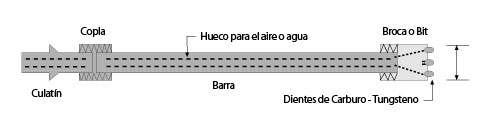 Copla
Hueco para el aire o agua
Broca o Bit
Culatín
Barra
Dientes de Carburo - Tungsteno